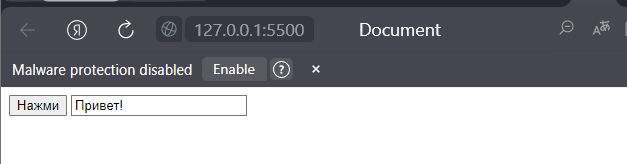 127.0.0.1:5500 Document
Malware protection disabled Enable ? ×
Нажми Привет!